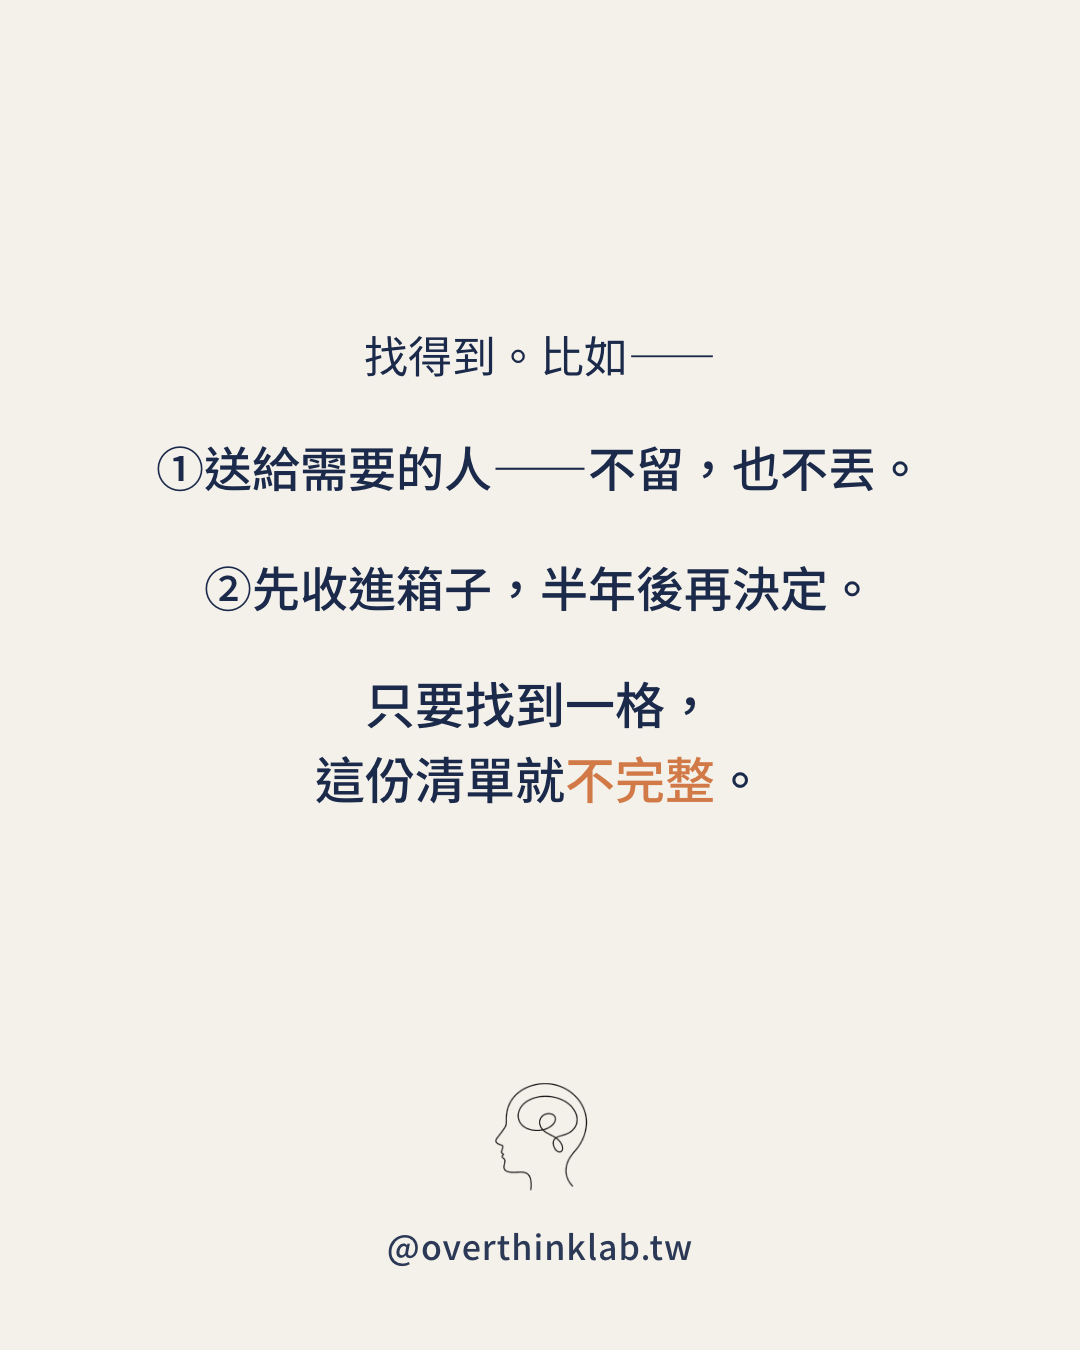 找得到。比如——
①送給需要的人——不留，也不丟。
②先收進箱子，半年後再決定。
只要找到一格，
這份清單就不完整。
@overthinklab.tw